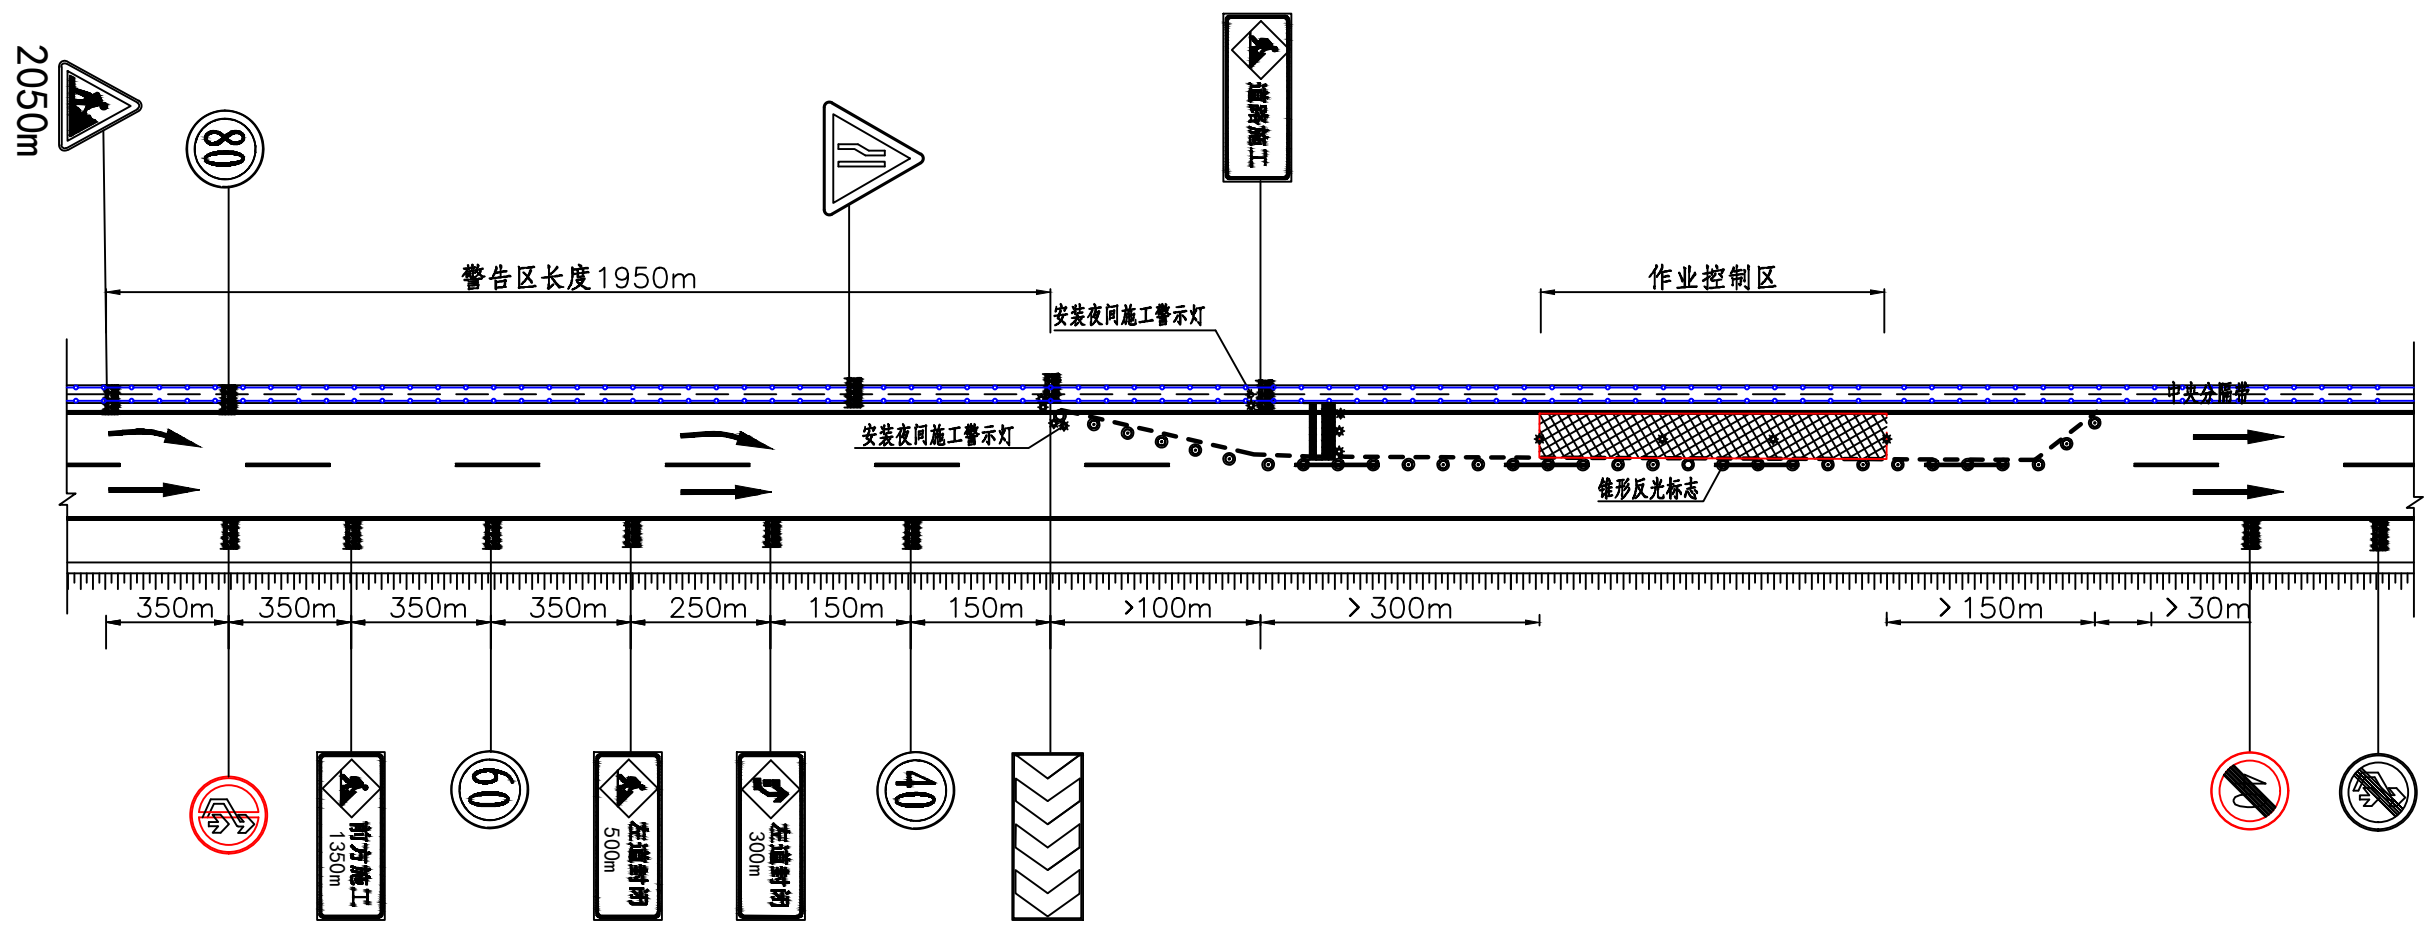 2050m
80
道路施工
警告区长度1950m
作业控制区
安装夜间施工警示灯
中央分隔带
安装夜间施工警示灯
锥形反光标志
350m
350m
350m
350m
250m
150m
150m
>100m
>300m
>150m
>30m
前方施工
1350m
60
左道封闭
500m
左道封闭
300m
40